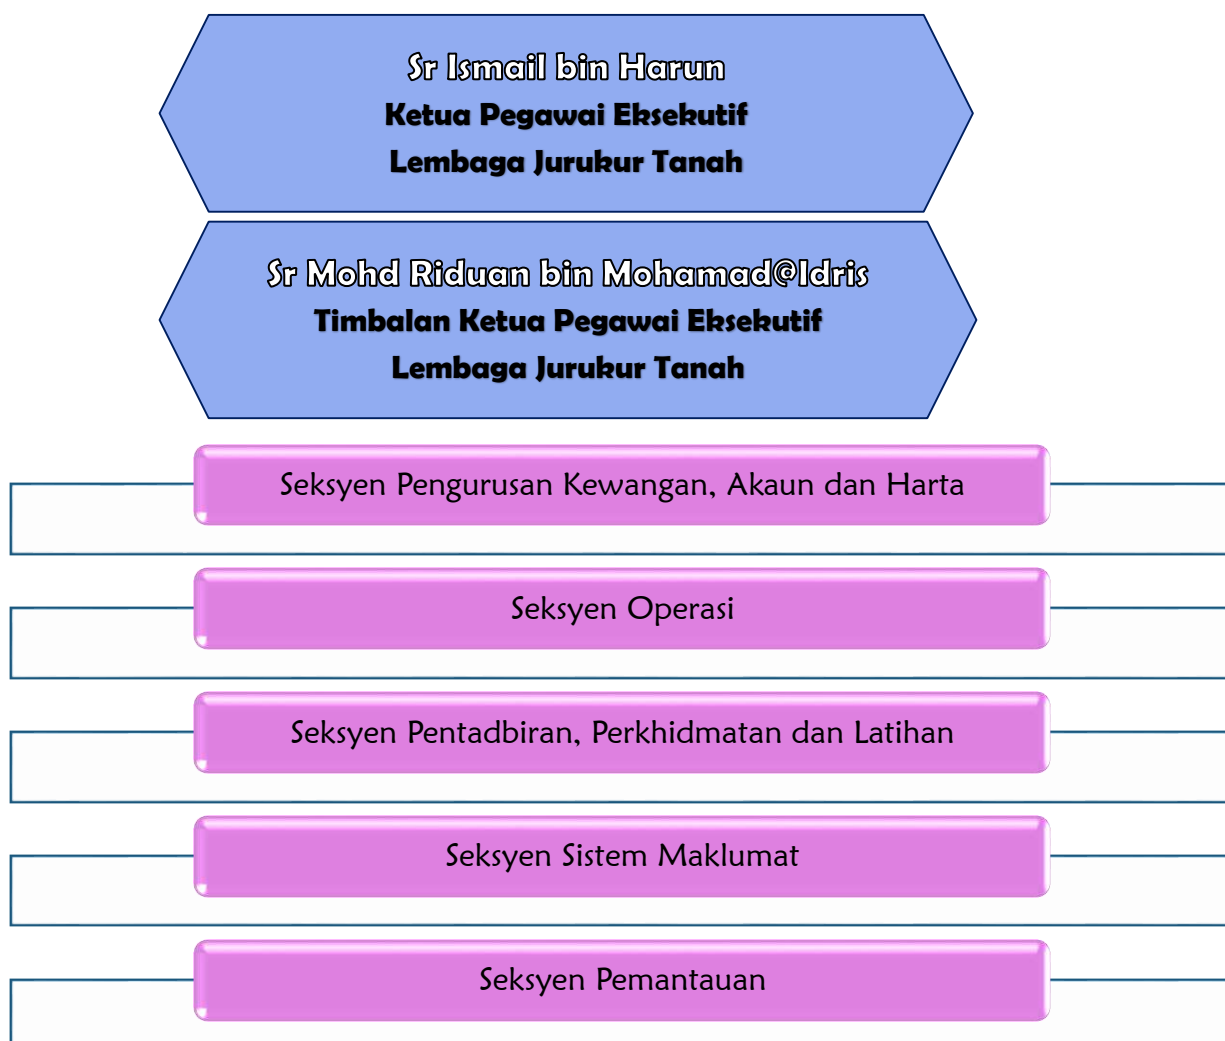 Sr Ismail bin Harun
Ketua Pegawai Eksekutif
Lembaga Jurukur Tanah
Sr Mohd Riduan bin Mohamad@Idris
Timbalan Ketua Pegawai Eksekutif
Lembaga Jurukur Tanah
Seksyen Pengurusan Kewangan, Akaun dan Harta
Seksyen Operasi
Seksyen Pentadbiran, Perkhidmatan dan Latihan
Seksyen Sistem Maklumat
Seksyen Pemantauan